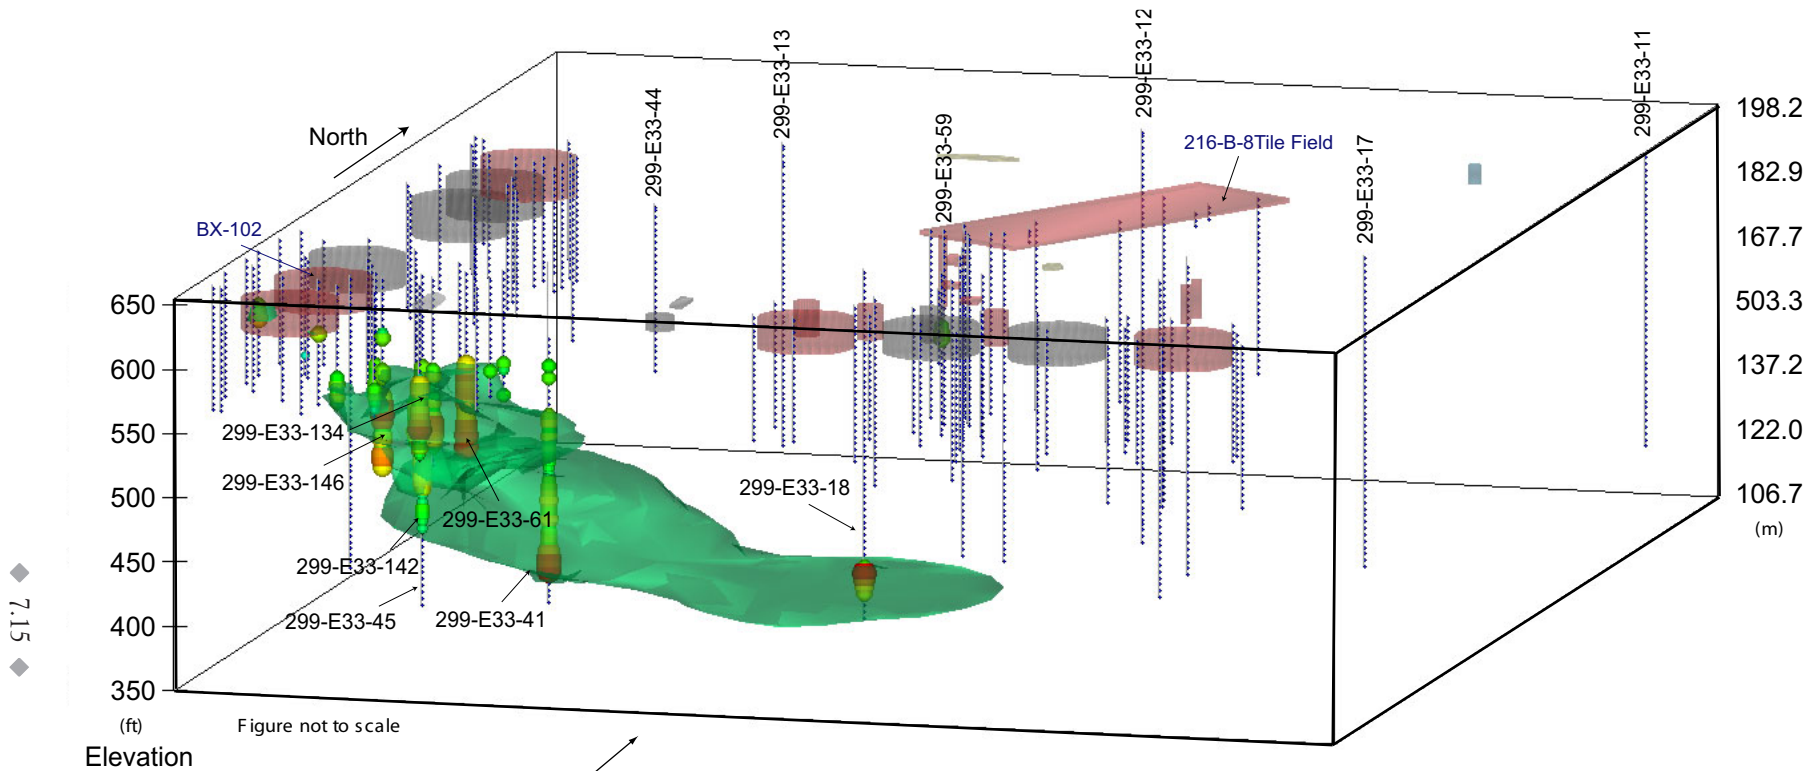 299-E33-13
299-E33-12
299-E33-11
299-E33-44
299-E33-59
299-E33-17
North
216-B-8Tile Field
BX-102
198.2
182.9
167.7
503.3
137.2
122.0
106.7
(m)
650
600
550
500
450
400
350
(ft)
Elevation
299-E33-134
299-E33-146
299-E33-61
299-E33-18
299-E33-142
299-E33-45
299-E33-41
Figure not to scale
◆ 7.15 ◆